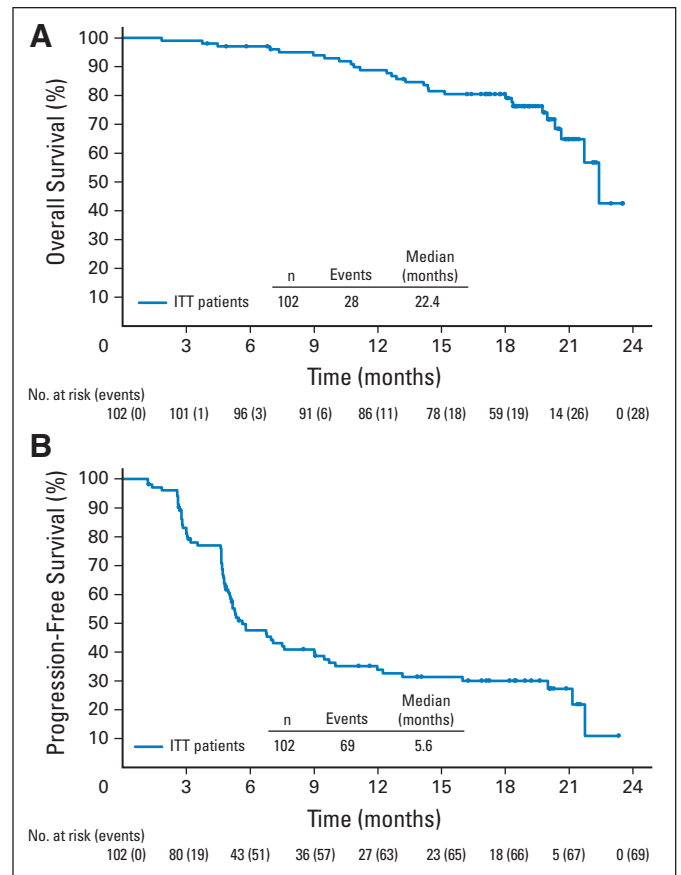 A
Overall Survival (%)
100
90
80
70
60
50
40
30
20
10
n Events Median (months)
ITT patients 102 28 22.4
0 3 6 9 12 15 18 21 24
Time (months)
No. at risk (events)
102 (0) 101 (1) 96 (3) 91 (6) 86 (11) 78 (18) 59 (19) 14 (26) 0 (28)
B
Progression-Free Survival (%)
100
90
80
70
60
50
40
30
20
10
n Events Median (months)
ITT patients 102 69 5.6
0 3 6 9 12 15 18 21 24
Time (months)
No. at risk (events)
102 (0) 80 (19) 43 (51) 36 (57) 27 (63) 23 (65) 18 (66) 5 (67) 0 (69)